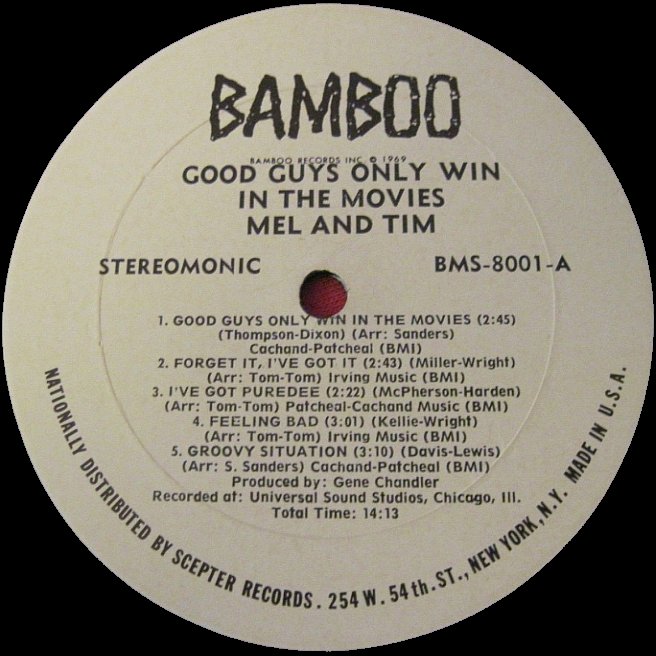 BAMBOO
BAMBOO RECORDS INC. © 1969
GOOD GUYS ONLY WIN
IN THE MOVIES
MEL AND TIM
STEREOMONIC
BMS-8001-A
1. GOOD GUYS ONLY WIN IN THE MOVIES (2:45)
(Thompson-Dixon) (Arr: Sanders)
Cachand-Patcheal (BMI)
2. FORGET IT, I'VE GOT IT (2:43) (Miller-Wright)
(Arr: Tom-Tom) Irving Music (BMI)
3. I'VE GOT PUREDEE (2:22) (McPherson-Harden)
(Arr: Tom-Tom) Patcheal-Cachand Music (BMI)
4. FEELING BAD (3:01) (Kellie-Wright)
(Arr: Tom-Tom) Irving Music (BMI)
5. GROOVY SITUATION (3:10) (Davis-Lewis)
(Arr: S. Sanders) Cachand-Patcheal (BMI)
Produced by: Gene Chandler
Recorded at: Universal Sound Studios, Chicago, Ill.
Total Time: 14:13
NATIONALLY DISTRIBUTED BY SCEPTER RECORDS. 254 W. 54th. ST., NEW YORK, N.Y. MADE IN U.S.A.